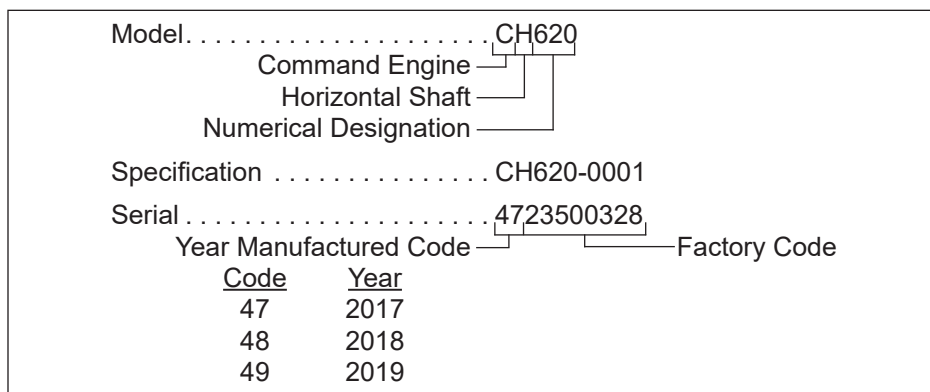 Model. . . . . . . . . . . . . . . . . . . . . CH620
Command Engine
Horizontal Shaft
Numerical Designation
Specification . . . . . . . . . . . . . . . CH620-0001
Serial . . . . . . . . . . . . . . . . . . . . . 4723500328
Year Manufactured Code Factory Code
Code Year
47 2017
48 2018
49 2019